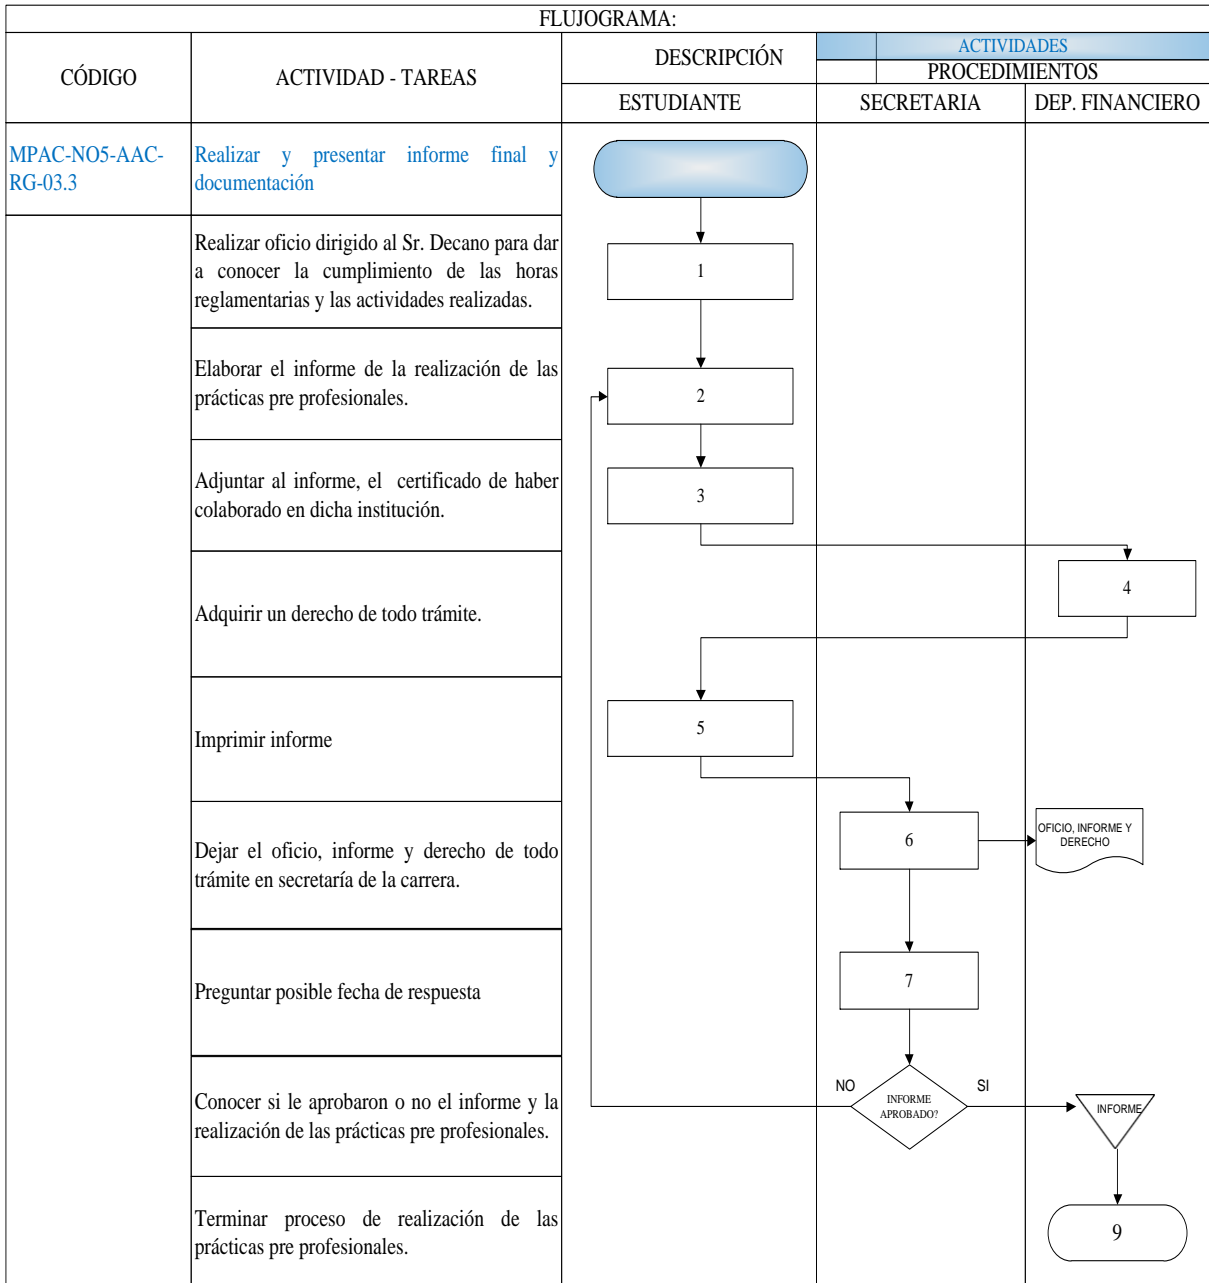 FLUJOGRAMA:
CÓDIGO
ACTIVIDAD - TAREAS
DESCRIPCIÓN
ACTIVIDADES
PROCEDIMIENTOS
ESTUDIANTE
SECRETARIA
DEP. FINANCIERO
MPAC-NO5-AAC-
RG-03.3
Realizar y presentar informe final y
documentación
Realizar oficio dirigido al Sr. Decano para dar
a conocer la cumplimiento de las horas
reglamentarias y las actividades realizadas.
1
Elaborar el informe de la realización de las
prácticas pre profesionales.
2
Adjuntar al informe, el certificado de haber
colaborado en dicha institución.
3
Adquirir un derecho de todo trámite.
4
Imprimir informe
5
Dejar el oficio, informe y derecho de todo
trámite en secretaría de la carrera.
6
OFICIO, INFORME Y
DERECHO
Preguntar posible fecha de respuesta
7
Conocer si le aprobaron o no el informe y la
realización de las prácticas pre profesionales.
NO
INFORME
APROBADO?
SI
INFORME
Terminar proceso de realización de las
prácticas pre profesionales.
9